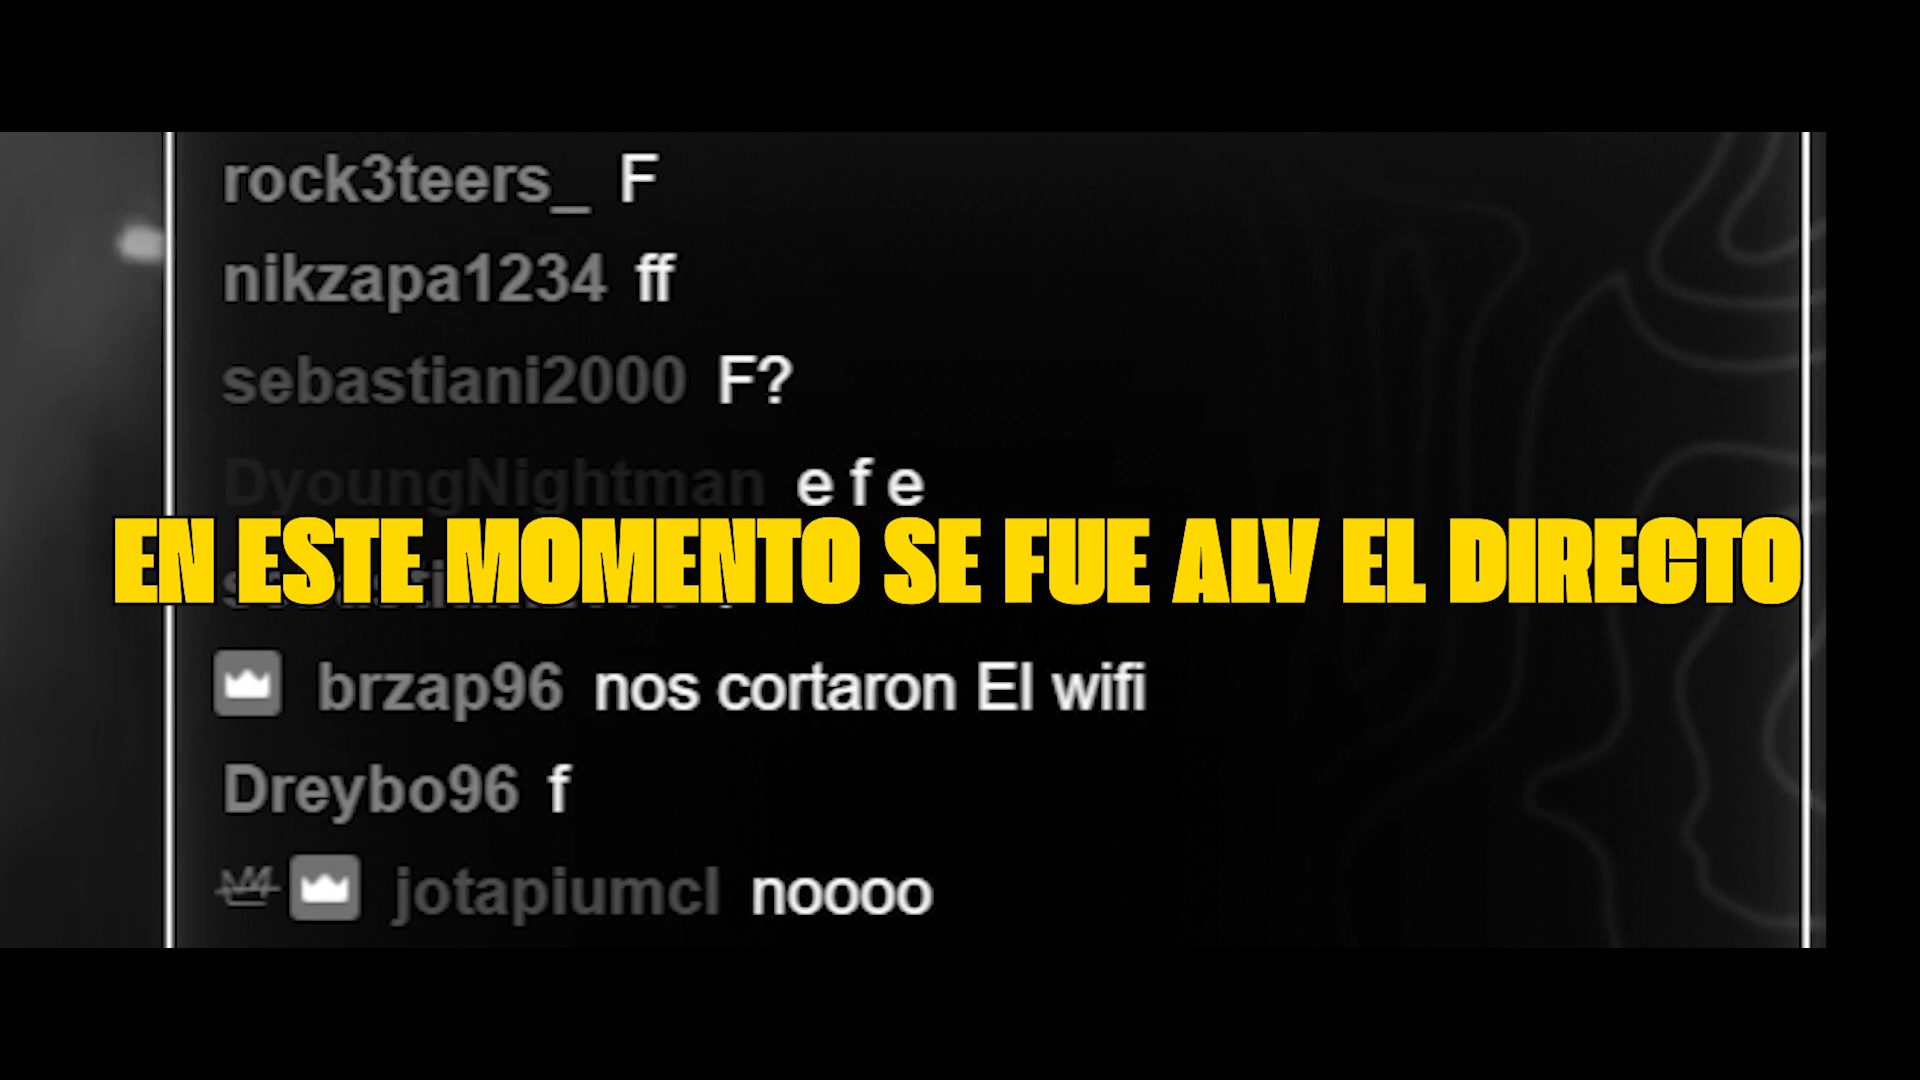 rock3teers_ F
nikzapa1234 ff
sebastiani2000 F?
DyoungNightman e f e
EN ESTE MOMENTO SE FUE ALV EL DIRECTO
brzap96 nos cortaron El wifi
Dreybo96 f
jotapiumcl noooo